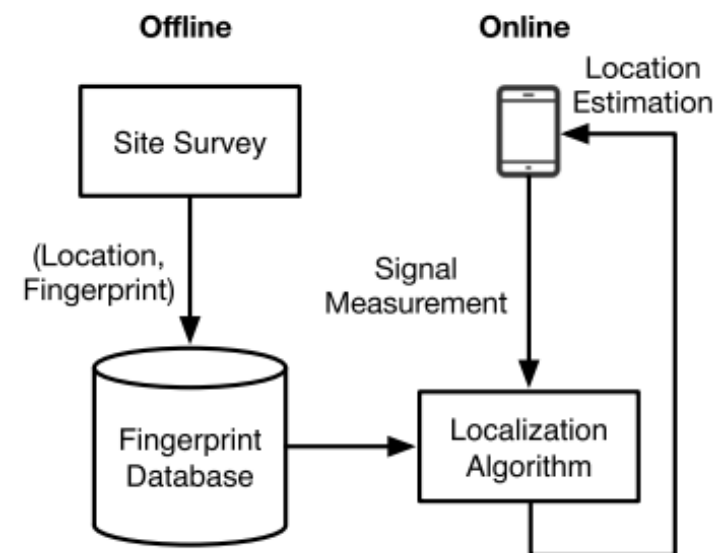 Offline
Online
Location
Estimation
Site Survey
(Location,
Fingerprint)
Signal
Measurement
Fingerprint
Database
Localization
Algorithm